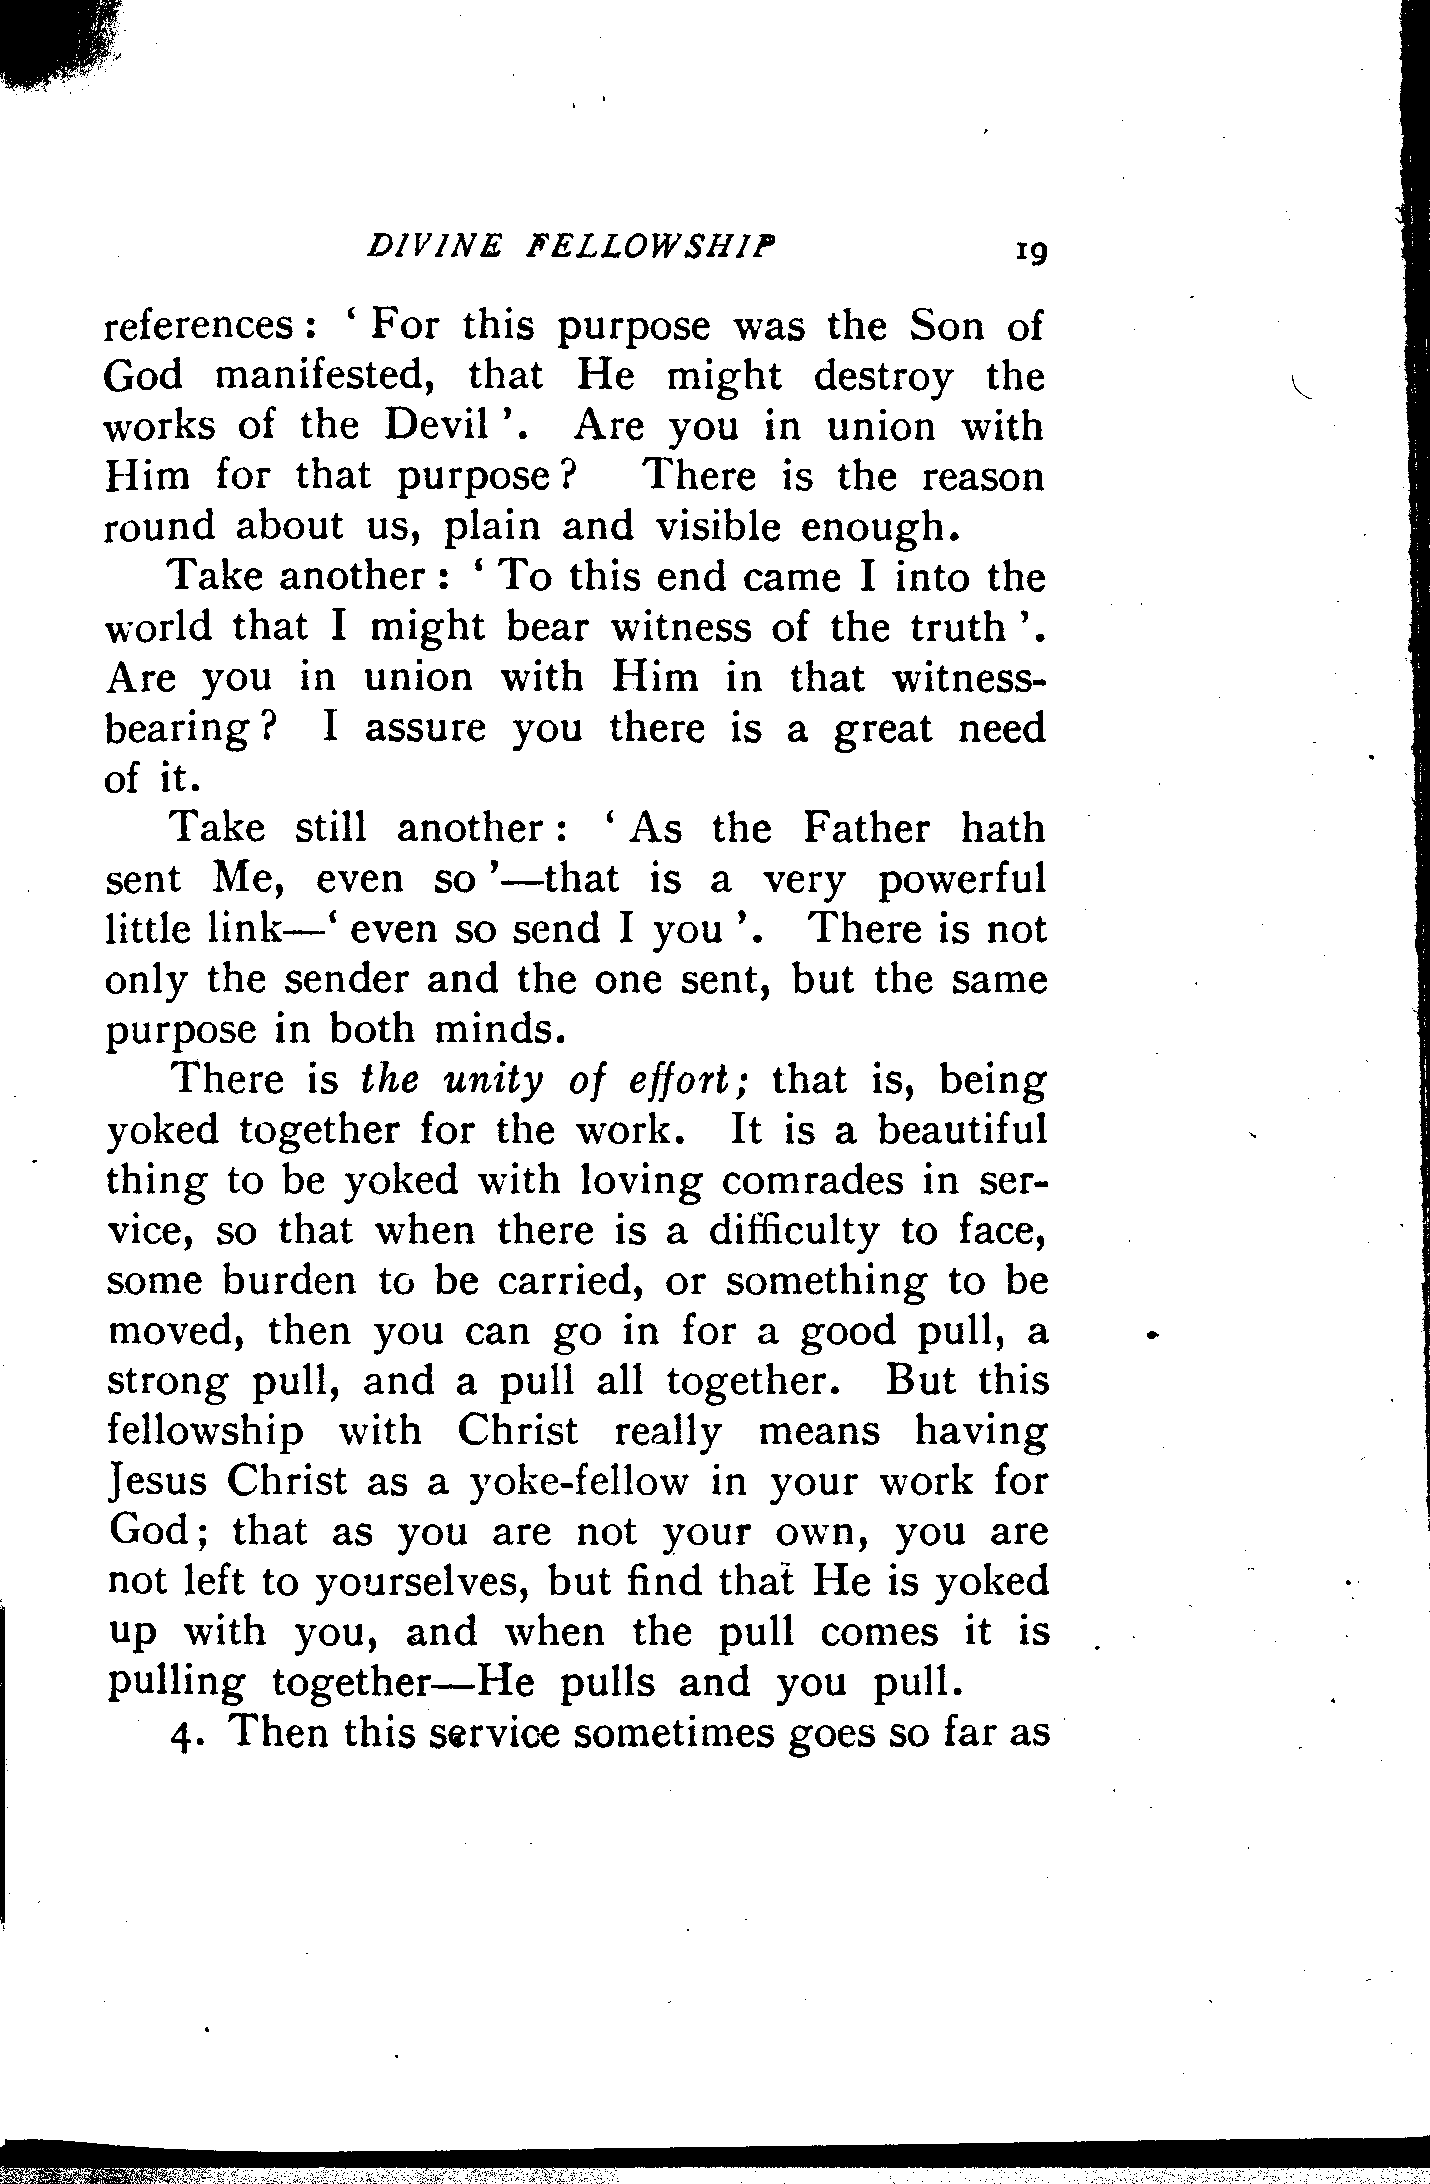 DIVINE FELLOWSHIP 19
references: ‘ For this purpose was the Son of
God manifested, that He might destroy the
works of the Devil ’. Are you in union with
Him for that purpose? There is the reason
round about us, plain and visible enough.
Take another: ‘ To this end came I into the
world that I might bear witness of the truth ’.
Are you in union with Him in that witness-
bearing? I assure you there is a great need
of it.
Take still another: ‘ As the Father hath
sent Me, even so ’—that is a very powerful
little link—‘ even so send I you ’. There is not
only the sender and the one sent, but the same
purpose in both minds.
There is the unity of effort; that is, being
yoked together for the work. It is a beautiful
thing to be yoked with loving comrades in ser-
vice, so that when there is a difficulty to face,
some burden to be carried, or something to be
moved, then you can go in for a good pull, a
strong pull, and a pull all together. But this
fellowship with Christ really means having
Jesus Christ as a yoke-fellow in your work for
God; that as you are not your own, you are
not left to yourselves, but find that He is yoked
up with you, and when the pull comes it is
pulling together—He pulls and you pull.
4. Then this service sometimes goes so far as